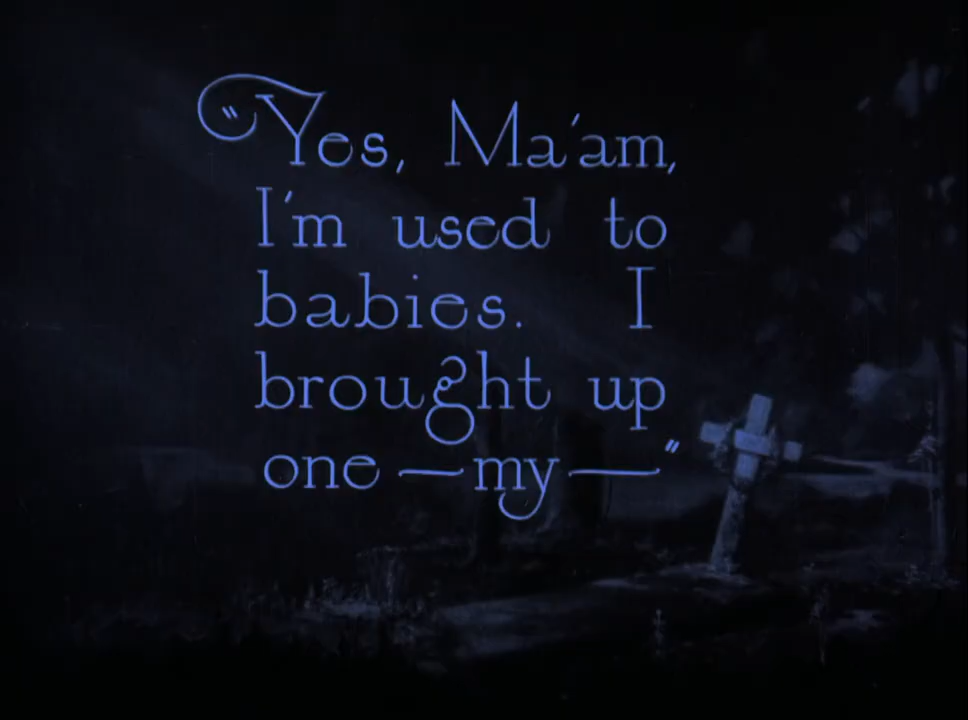 "Yes, Ma'am,
I'm used to
babies. I
brought up
one — my —"